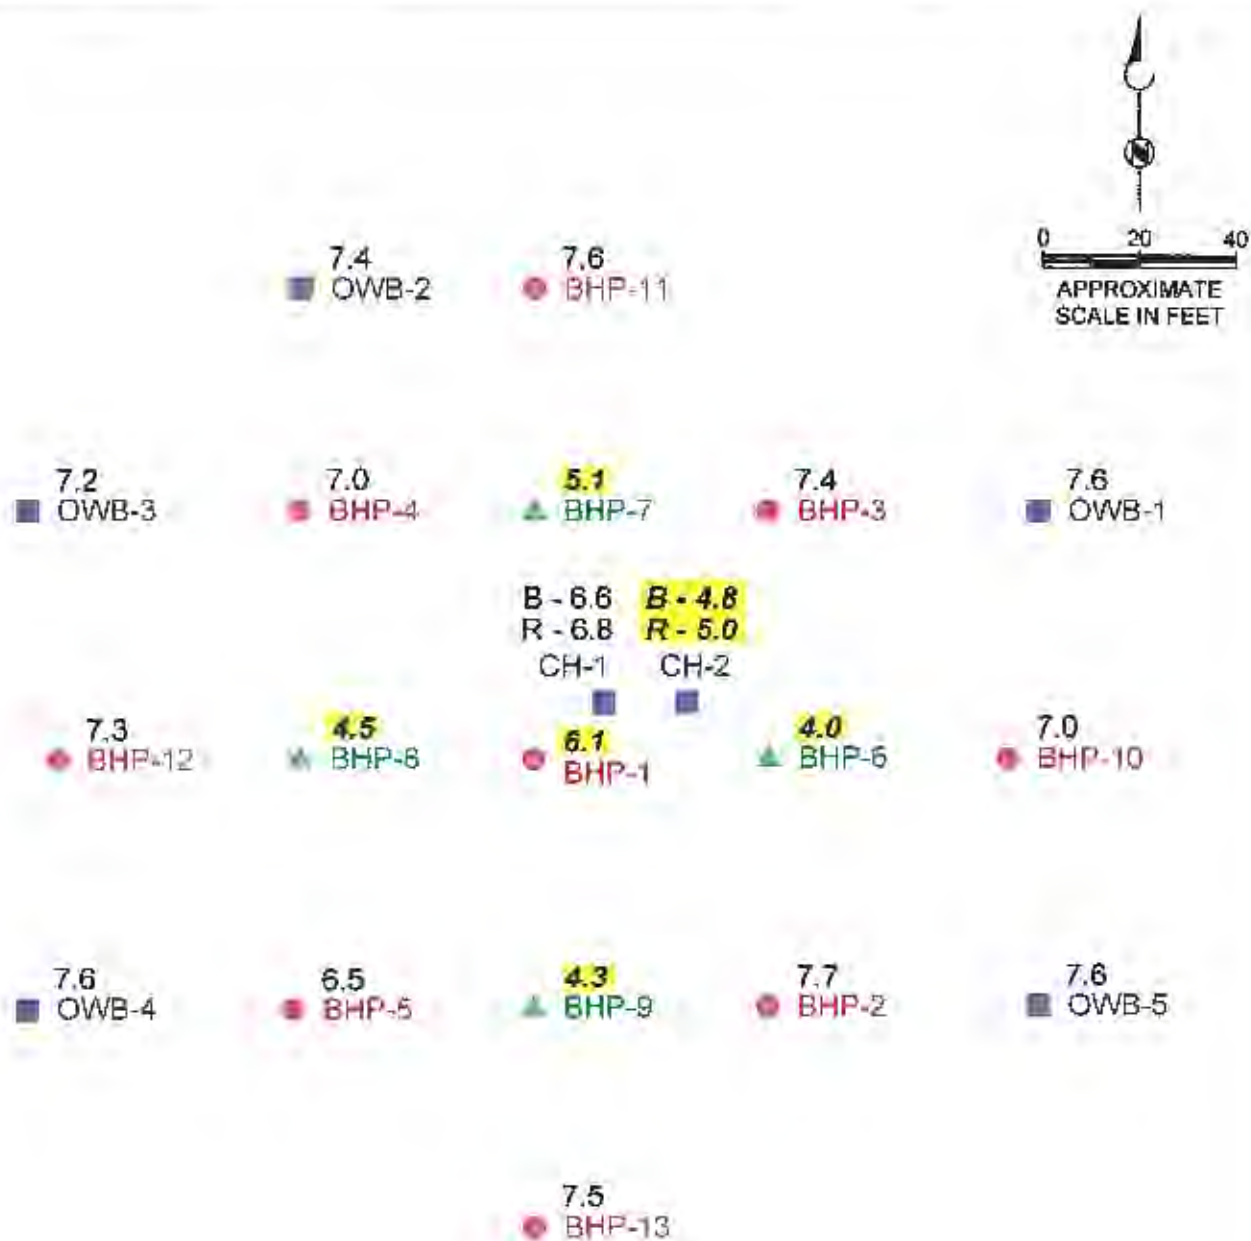 N
0 20 40
APPROXIMATE
SCALE IN FEET
7.4
OWB-2
7.6
BHP-11
7.2
OWB-3
7.0
BHP-4
5.1
BHP-7
7.4
BHP-3
7.6
OWB-1
B - 6.6
R - 6.8
CH-1
B - 4.8
R - 5.0
CH-2
7.3
BHP-12
4.5
BHP-8
6.1
BHP-1
4.0
BHP-6
7.0
BHP-10
7.6
OWB-4
6.5
BHP-5
4.3
BHP-9
7.7
BHP-2
7.6
OWB-5
7.5
BHP-13